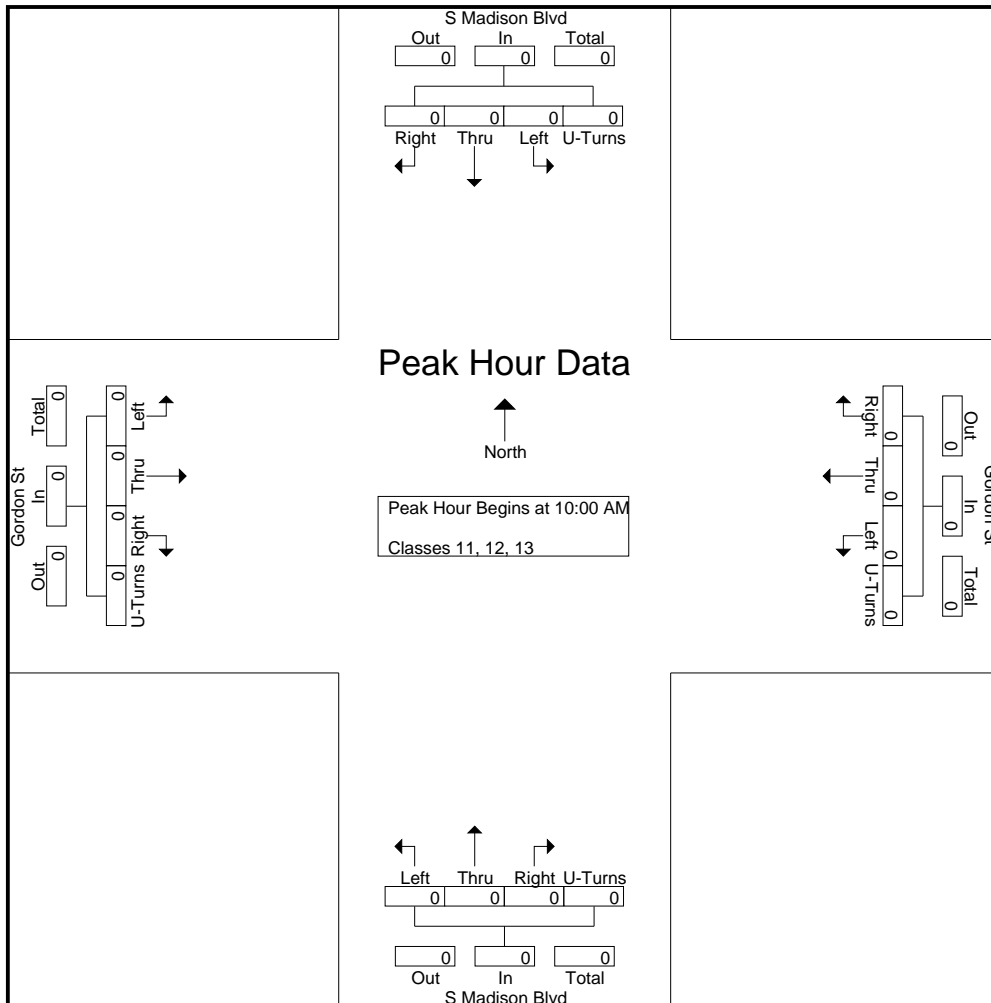 S Madison Blvd
Out In Total
0 0 0
0 0 0 0
Right Thru Left U-Turns
Peak Hour Data
North
Peak Hour Begins at 10:00 AM
Classes 11, 12, 13
Gordon St
Total In Out
0 0 0
0 0 0 0
Left Thru Right U-Turns
Gordon St
Out In Total
0 0 0
0 0 0 0
Right Thru Left U-Turns
Left Thru Right U-Turns
0 0 0 0
0 0 0
Out In Total
S Madison Blvd